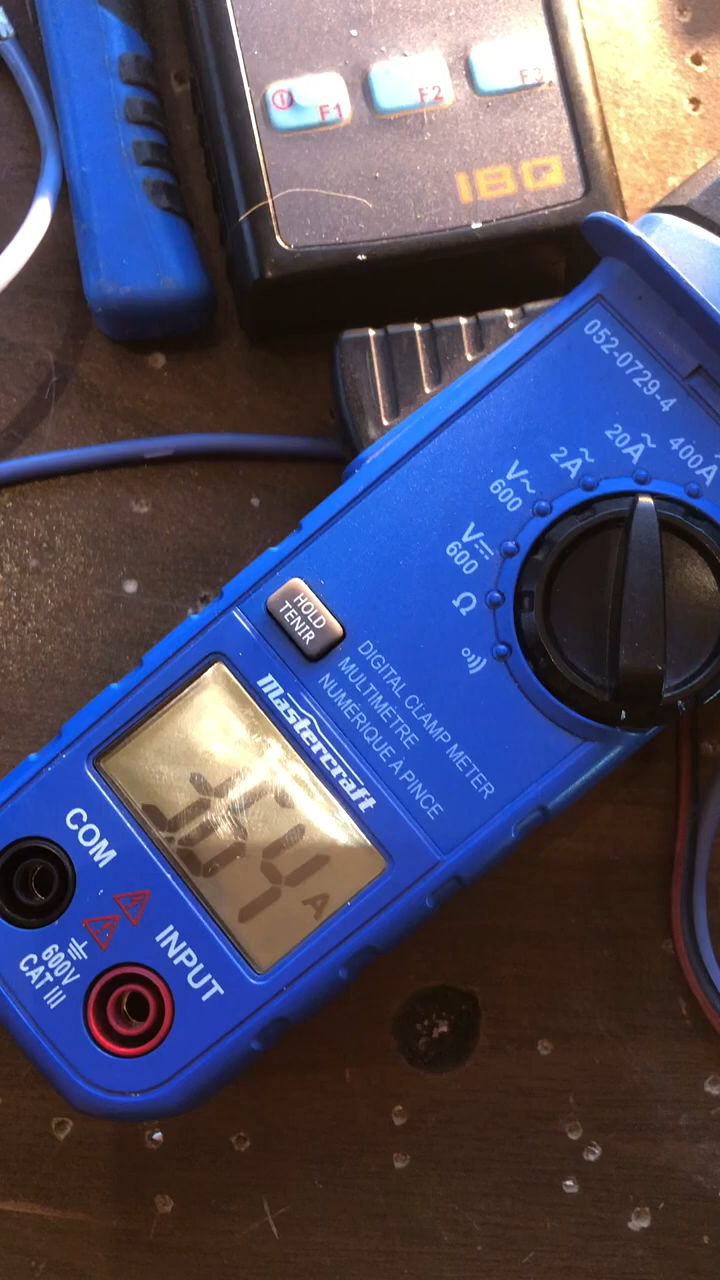 F1
F2
F3
IBQ
052-0729-4
400A
20A~
2A~
V~
600
V⎓
600
Ω
HOLD
TENIR
DIGITAL CLAMP METER
MULTIMÈTRE
NUMÉRIQUE À PINCE
Mastercraft
A
COM
INPUT
600V
CAT III